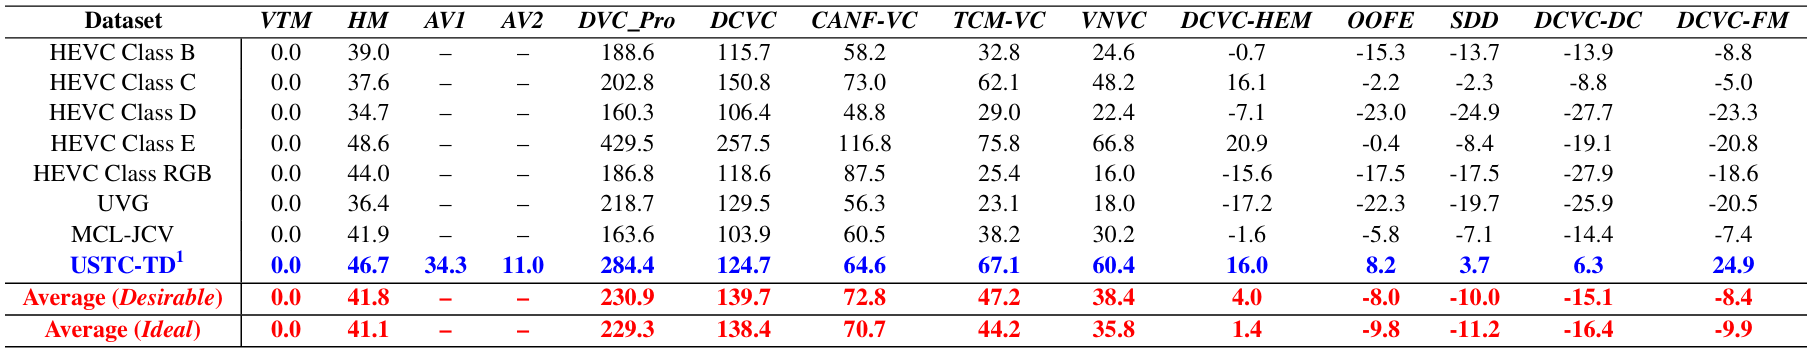 Dataset VTM HM AV1 AV2 DVC_Pro DCVC CANF-VC TCM-VC VNVC DCVC-HEM OOFE SDD DCVC-DC DCVC-FM
HEVC Class B 0.0 39.0 – – 188.6 115.7 58.2 32.8 24.6 -0.7 -15.3 -13.7 -13.9 -8.8
HEVC Class C 0.0 37.6 – – 202.8 150.8 73.0 62.1 48.2 16.1 -2.2 -2.3 -8.8 -5.0
HEVC Class D 0.0 34.7 – – 160.3 106.4 48.8 29.0 22.4 -7.1 -23.0 -24.9 -27.7 -23.3
HEVC Class E 0.0 48.6 – – 429.5 257.5 116.8 75.8 66.8 20.9 -0.4 -8.4 -19.1 -20.8
HEVC Class RGB 0.0 44.0 – – 186.8 118.6 87.5 25.4 16.0 -15.6 -17.5 -17.5 -27.9 -18.6
UVG 0.0 36.4 – – 218.7 129.5 56.3 23.1 18.0 -17.2 -22.3 -19.7 -25.9 -20.5
MCL-JCV 0.0 41.9 – – 163.6 103.9 60.5 38.2 30.2 -1.6 -5.8 -7.1 -14.4 -7.4
USTC-TD¹ 0.0 46.7 34.3 11.0 284.4 124.7 64.6 67.1 60.4 16.0 8.2 3.7 6.3 24.9
Average (Desirable) 0.0 41.8 – – 230.9 139.7 72.8 47.2 38.4 4.0 -8.0 -10.0 -15.1 -8.4
Average (Ideal) 0.0 41.1 – – 229.3 138.4 70.7 44.2 35.8 1.4 -9.8 -11.2 -16.4 -9.9